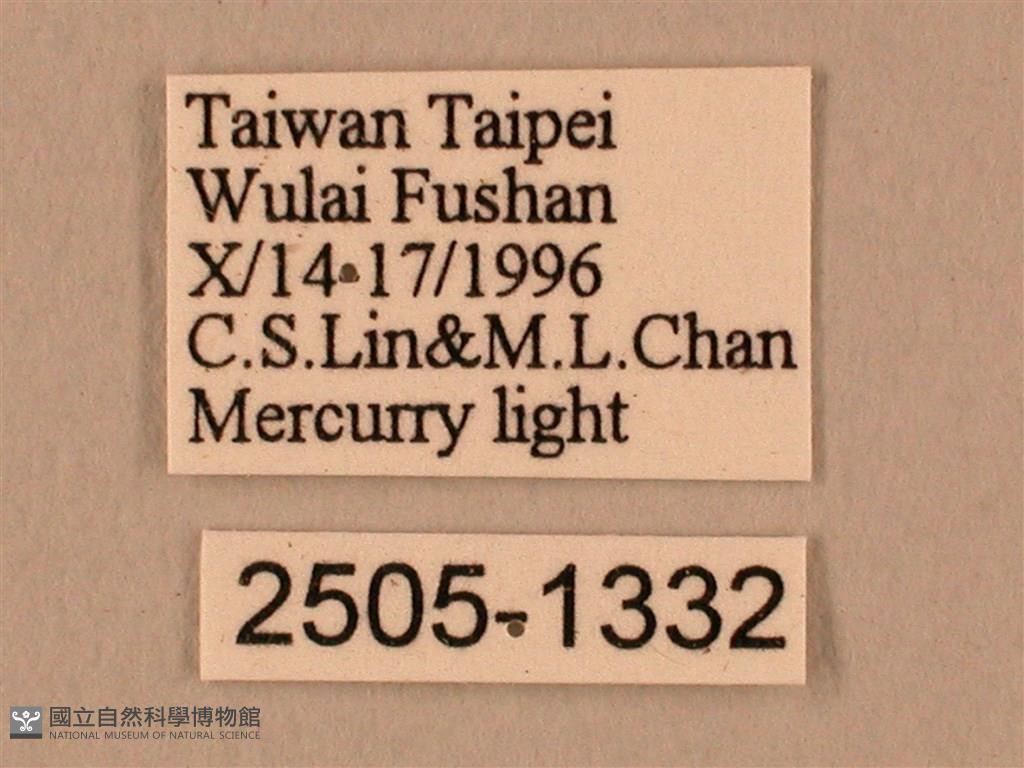 Taiwan Taipei
Wulai Fushan
X/14-17/1996
C.S.Lin&M.L.Chan
Mercurry light
2505-1332
國立自然科學博物館
NATIONAL MUSEUM OF NATURAL SCIENCE